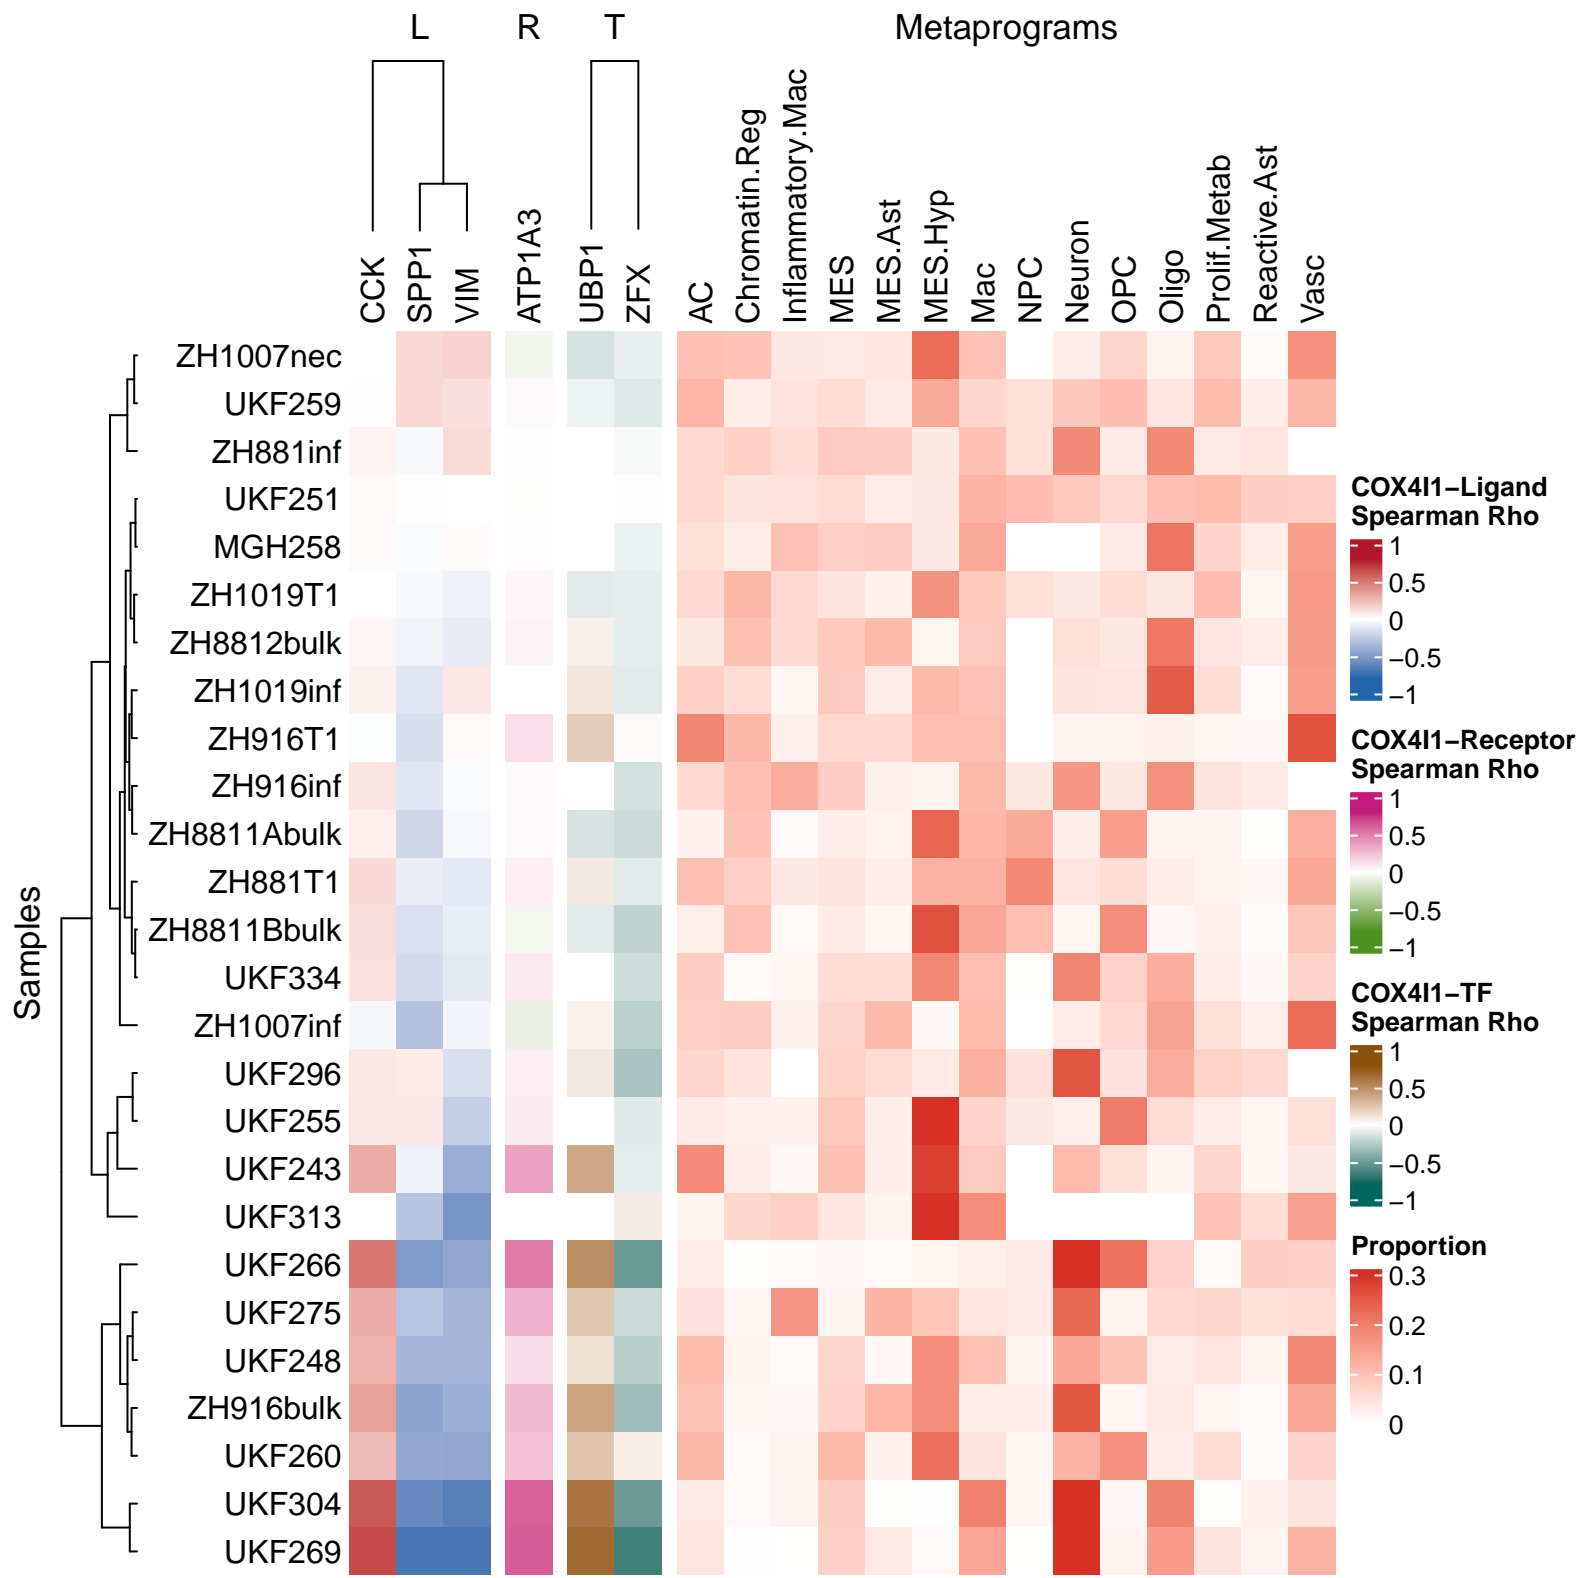 L R T Metaprograms
CCK SPP1 VIM ATP1A3 UBP1 ZFX AC Chromatin.Reg Inflammatory.Mac MES MES.Ast MES.Hyp Mac NPC Neuron OPC Oligo Prolif.Metab Reactive.Ast Vasc
Samples
ZH1007nec
UKF259
ZH881inf
UKF251
MGH258
ZH1019T1
ZH8812bulk
ZH1019inf
ZH916T1
ZH916inf
ZH8811Abulk
ZH881T1
ZH8811Bbulk
UKF334
ZH1007inf
UKF296
UKF255
UKF243
UKF313
UKF266
UKF275
UKF248
ZH916bulk
UKF260
UKF304
UKF269
COX4I1−Ligand
Spearman Rho
1
0.5
0
−0.5
−1
COX4I1−Receptor
Spearman Rho
1
0.5
0
−0.5
−1
COX4I1−TF
Spearman Rho
1
0.5
0
−0.5
−1
Proportion
0.3
0.2
0.1
0